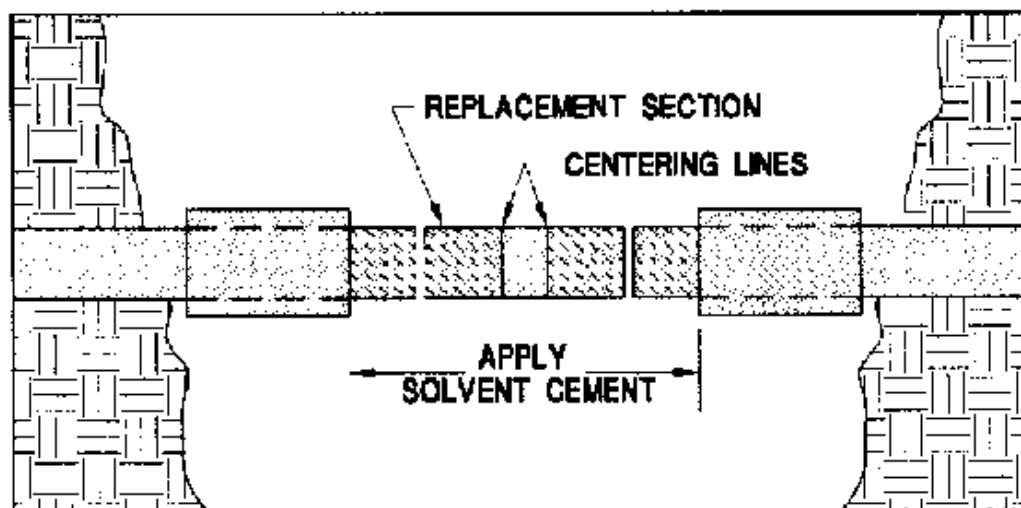 REPLACEMENT SECTION
CENTERING LINES
APPLY
SOLVENT CEMENT